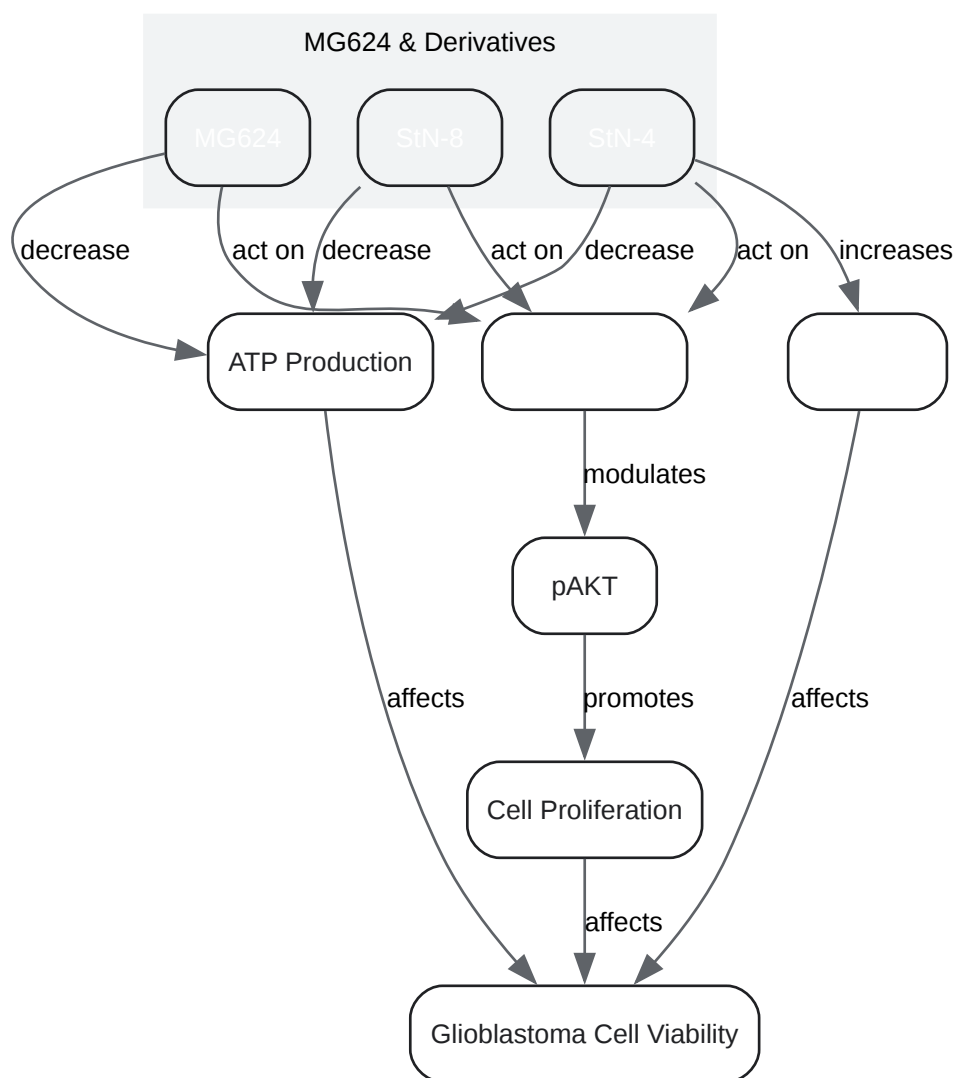 MG624 & Derivatives
MG624
StN-8
StN-4
decrease
act on
decrease
act on
decrease
act on
increases
ATP Production
modulates
pAKT
affects
promotes
affects
Cell Proliferation
affects
Glioblastoma Cell Viability